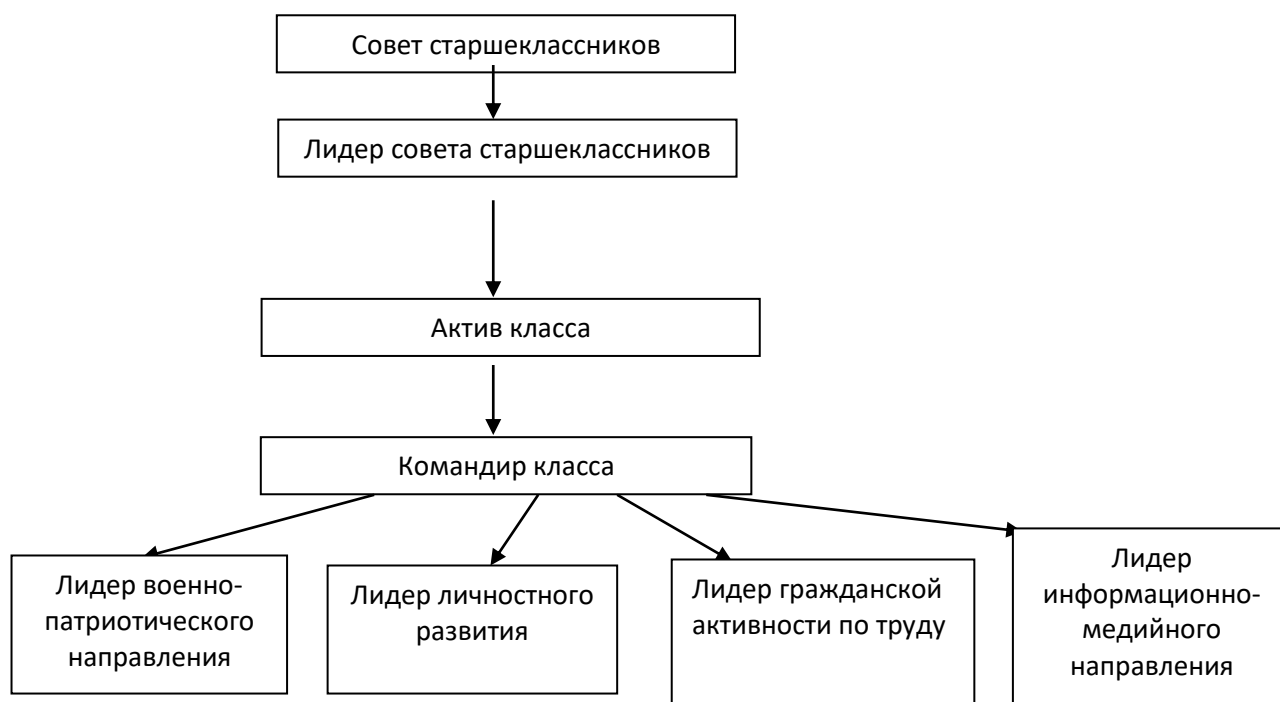 Совет старшеклассников
Лидер совета старшеклассников
Актив класса
Командир класса
Лидер военно-
патриотического
направления
Лидер личностного
развития
Лидер гражданской
активности по труду
Лидер
информационно-
медийного
направления